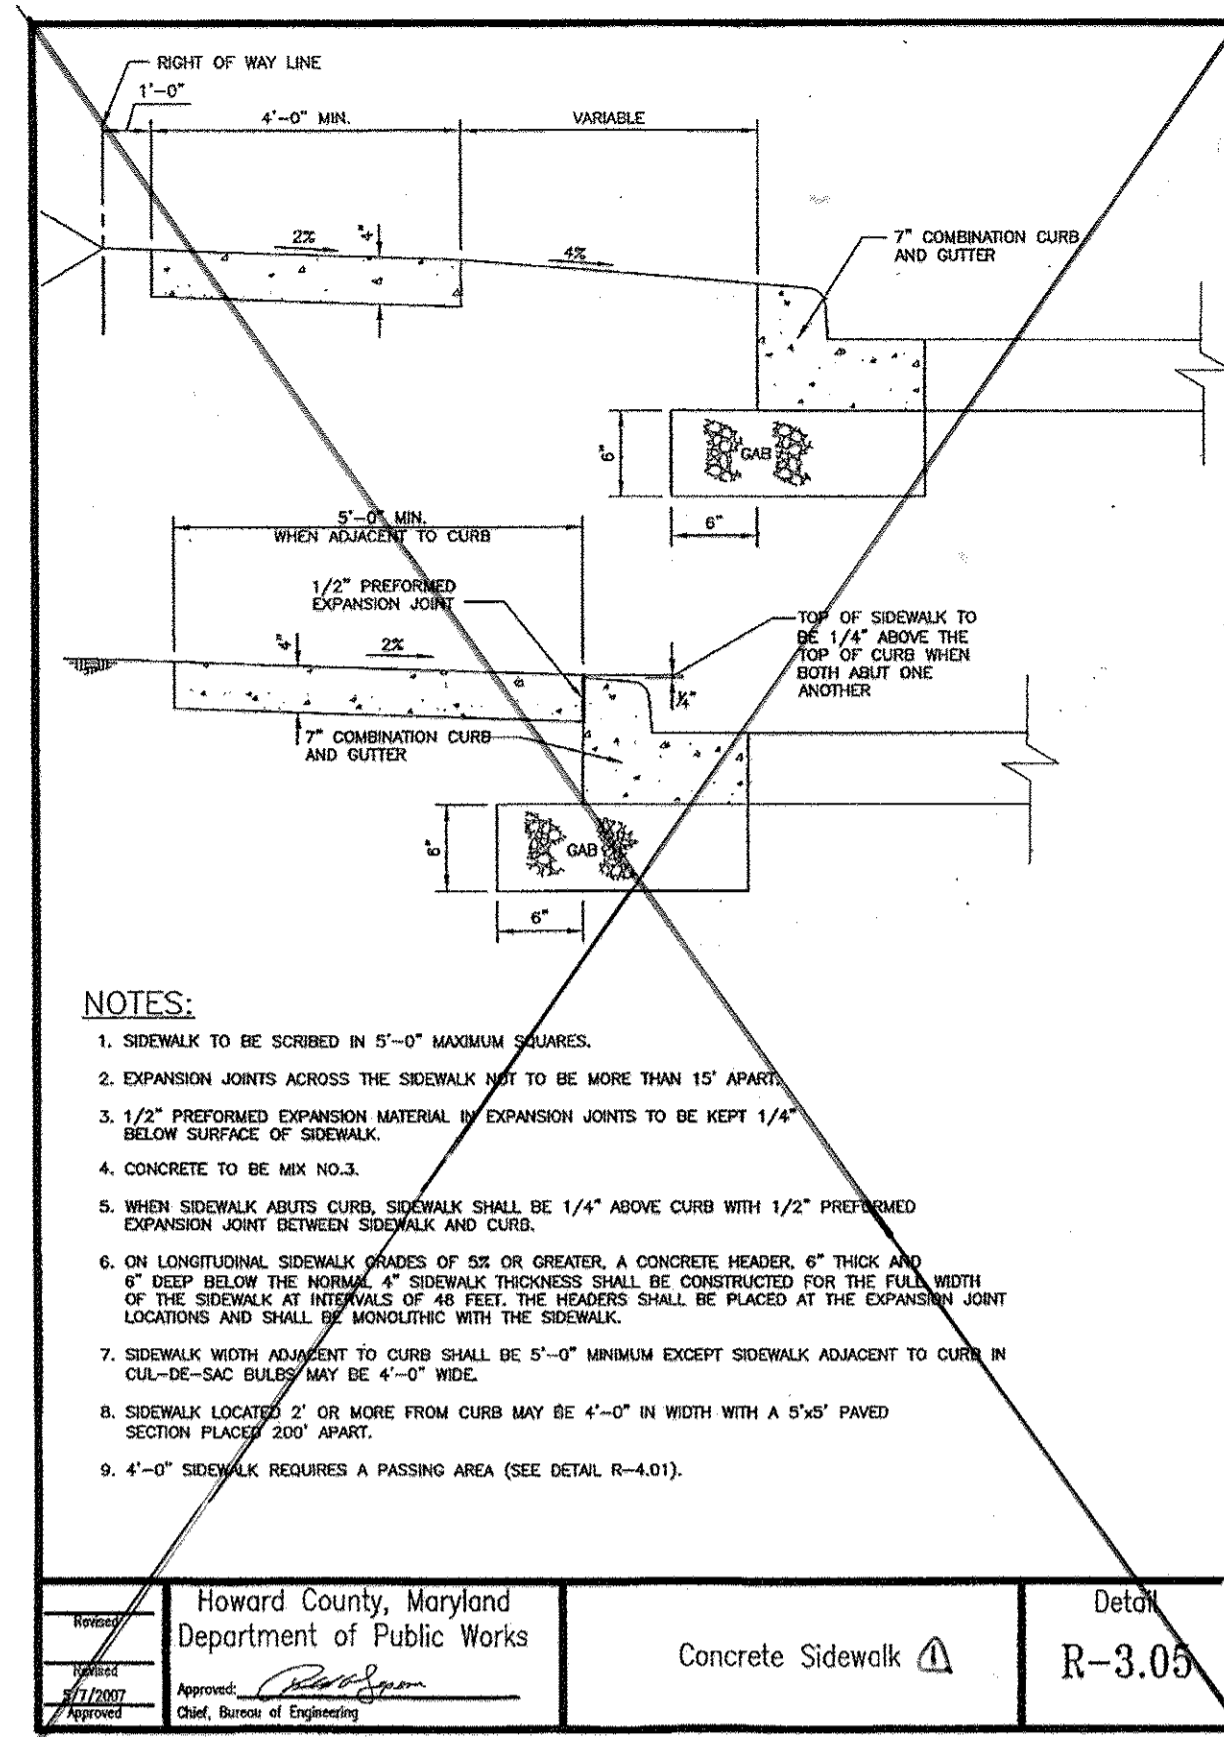 RIGHT OF WAY LINE
1'-0"
4'-0" MIN.
VARIABLE
2%
4"
4%
7" COMBINATION CURB
AND GUTTER
6"
GAB
6"
5'-0" MIN.
WHEN ADJACENT TO CURB
1/2" PREFORMED
EXPANSION JOINT
TOP OF SIDEWALK TO
BE 1/4" ABOVE THE
TOP OF CURB WHEN
BOTH ABUT ONE
ANOTHER
4"
2%
1/4"
7" COMBINATION CURB
AND GUTTER
6"
GAB
6"
NOTES:
1. SIDEWALK TO BE SCRIBED IN 5'-0" MAXIMUM SQUARES.
2. EXPANSION JOINTS ACROSS THE SIDEWALK NOT TO BE MORE THAN 15' APART.
3. 1/2" PREFORMED EXPANSION MATERIAL IN EXPANSION JOINTS TO BE KEPT 1/4"
BELOW SURFACE OF SIDEWALK.
4. CONCRETE TO BE MIX NO.3.
5. WHEN SIDEWALK ABUTS CURB, SIDEWALK SHALL BE 1/4" ABOVE CURB WITH 1/2" PREFORMED
EXPANSION JOINT BETWEEN SIDEWALK AND CURB.
6. ON LONGITUDINAL SIDEWALK GRADES OF 5% OR GREATER, A CONCRETE HEADER, 6" THICK AND
6" DEEP BELOW THE NORMAL 4" SIDEWALK THICKNESS SHALL BE CONSTRUCTED FOR THE FULL WIDTH
OF THE SIDEWALK AT INTERVALS OF 48 FEET. THE HEADERS SHALL BE PLACED AT THE EXPANSION JOINT
LOCATIONS AND SHALL BE MONOLITHIC WITH THE SIDEWALK.
7. SIDEWALK WIDTH ADJACENT TO CURB SHALL BE 5'-0" MINIMUM EXCEPT SIDEWALK ADJACENT TO CURB IN
CUL-DE-SAC BULBS MAY BE 4'-0" WIDE.
8. SIDEWALK LOCATED 2' OR MORE FROM CURB MAY BE 4'-0" IN WIDTH WITH A 5'x5' PAVED
SECTION PLACED 200' APART.
9. 4'-0" SIDEWALK REQUIRES A PASSING AREA (SEE DETAIL R-4.01).
Revised
Revised
5/7/2007
Approved
Howard County, Maryland
Department of Public Works
Approved:
Chief, Bureau of Engineering
Concrete Sidewalk 1
Detail
R-3.05